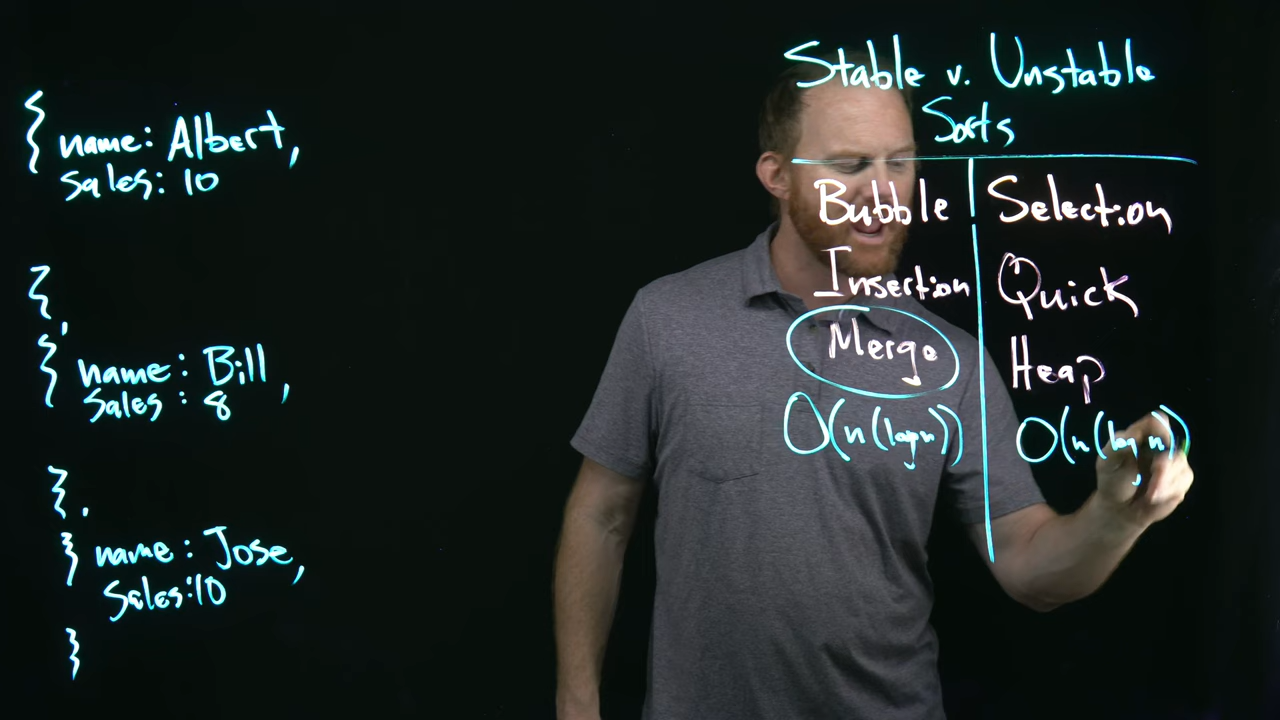 { name: Albert,
sales: 10
},
{ name: Bill,
Sales: 8
},
{ name: Jose,
Sales: 10
}
Stable v. Unstable
Sorts
Bubble Selection
Insertion Quick
Merge Heap
O(n(logn)) O(n(log n))